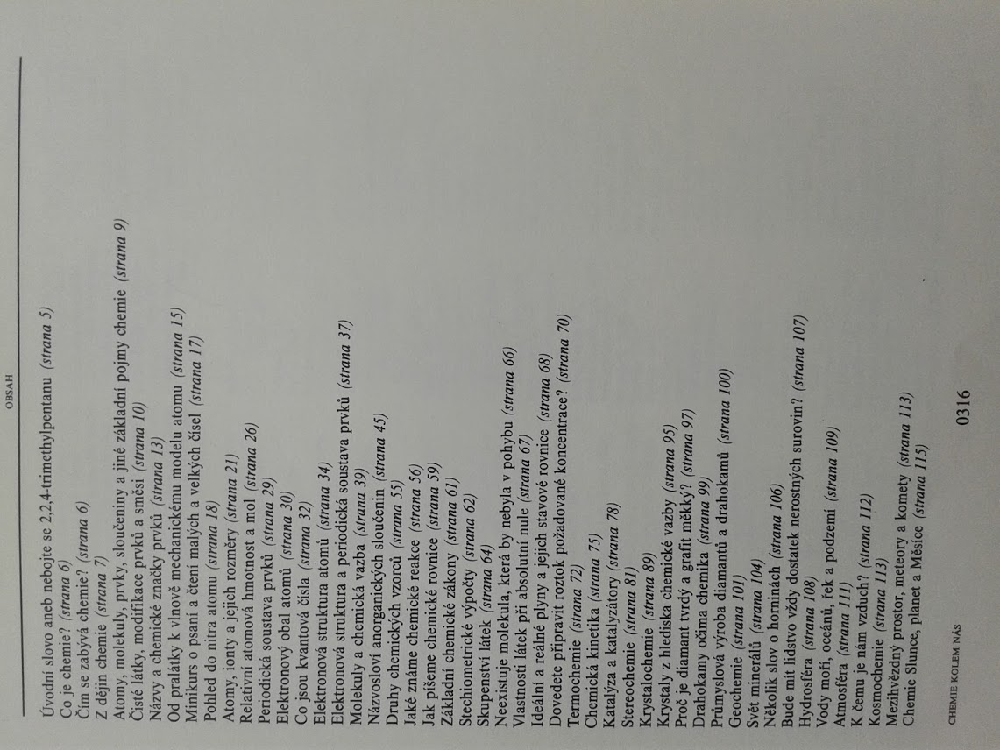 OBSAH
Úvodní slovo aneb nebojte se 2,2,4-trimethylpentanu (strana 5)
Co je chemie? (strana 6)
Čím se zabývá chemie? (strana 6)
Z dějin chemie (strana 7)
Atomy, molekuly, prvky, sloučeniny a jiné základní pojmy chemie (strana 9)
Čisté látky, modifikace prvků a směsi (strana 10)
Názvy a chemické značky prvků (strana 13)
Od pralátky k vlnově mechanickému modelu atomu (strana 15)
Minikurs o psaní a čtení malých a velkých čísel (strana 17)
Pohled do nitra atomu (strana 18)
Atomy, ionty a jejich rozměry (strana 21)
Relativní atomová hmotnost a mol (strana 26)
Periodická soustava prvků (strana 29)
Elektronový obal atomů (strana 30)
Co jsou kvantová čísla (strana 32)
Elektronová struktura atomů (strana 34)
Elektronová struktura a periodická soustava prvků (strana 37)
Molekuly a chemická vazba (strana 39)
Názvosloví anorganických sloučenin (strana 45)
Druhy chemických vzorců (strana 55)
Jaké známe chemické reakce (strana 56)
Jak píšeme chemické rovnice (strana 59)
Základní chemické zákony (strana 61)
Stechiometrické výpočty (strana 62)
Skupenství látek (strana 64)
Neexistuje molekula, která by nebyla v pohybu (strana 66)
Vlastnosti látek při absolutní nule (strana 67)
Ideální a reálné plyny a jejich stavové rovnice (strana 68)
Dovedete připravit roztok požadované koncentrace? (strana 70)
Termochemie (strana 72)
Chemická kinetika (strana 75)
Katalýza a katalyzátory (strana 78)
Stereochemie (strana 81)
Krystalochemie (strana 89)
Krystaly z hlediska chemické vazby (strana 95)
Proč je diamant tvrdý a grafit měkký? (strana 97)
Drahokamy očima chemika (strana 99)
Průmyslová výroba diamantů a drahokamů (strana 100)
Geochemie (strana 101)
Svět minerálů (strana 104)
Několik slov o horninách (strana 106)
Bude mít lidstvo vždy dostatek nerostných surovin? (strana 107)
Hydrosféra (strana 108)
Vody moří, oceánů, řek a podzemí (strana 109)
Atmosféra (strana 111)
K čemu je nám vzduch? (strana 112)
Kosmochemie (strana 113)
Mezihvězdný prostor, meteory a komety (strana 113)
Chemie Slunce, planet a Měsíce (strana 115)
CHEMIE KOLEM NÁS
0316